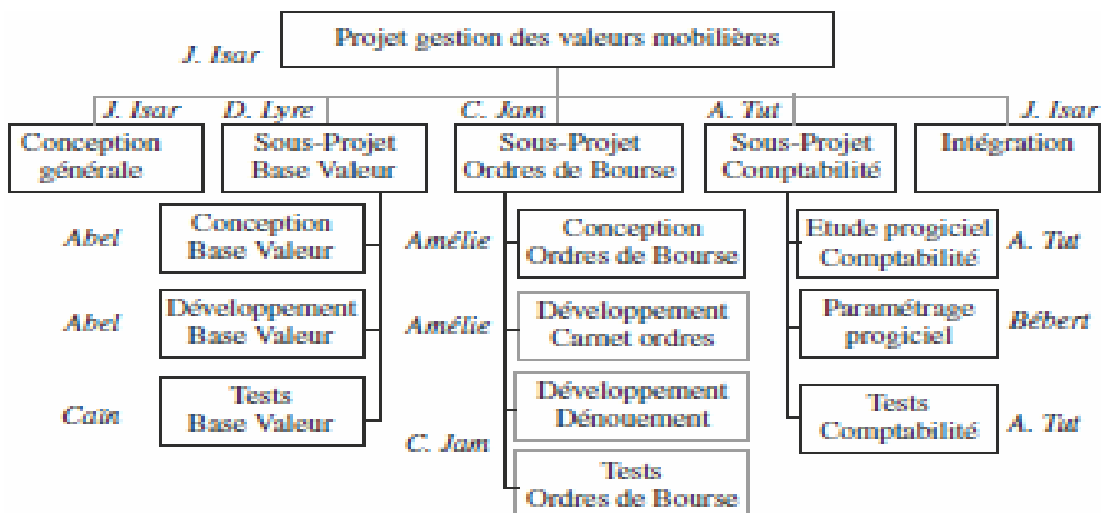 Projet gestion des valeurs mobilières
J. Isar
J. Isar
D. Lyre
C. Jam
A. Tut
J. Isar
Conception
générale
Sous-Projet
Base Valeur
Sous-Projet
Ordres de Bourse
Sous-Projet
Comptabilité
Intégration
Abel
Conception
Base Valeur
Amélie
Conception
Ordres de Bourse
Etude progiciel
Comptabilité
A. Tut
Abel
Développement
Base Valeur
Amélie
Développement
Carnet ordres
Paramétrage
progiciel
Bébert
Caïn
Tests
Base Valeur
C. Jam
Développement
Dénouement
Tests
Comptabilité
A. Tut
Tests
Ordres de Bourse